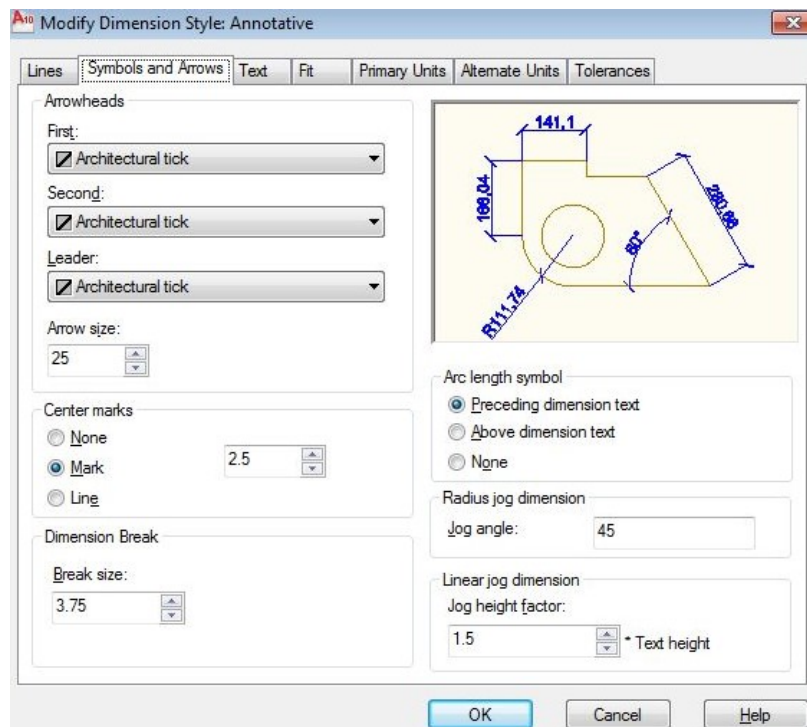 A10 Modify Dimension Style: Annotative
Lines
Symbols and Arrows
Text
Fit
Primary Units
Alternate Units
Tolerances
Arrowheads
First:
Architectural tick
Second:
Architectural tick
Leader:
Architectural tick
Arrow size:
25
Center marks
None
Mark
Line
2.5
Dimension Break
Break size:
3.75
141,1
166,04
60°
R111,74
Arc length symbol
Preceding dimension text
Above dimension text
None
Radius jog dimension
Jog angle:
45
Linear jog dimension
Jog height factor:
1.5
* Text height
OK
Cancel
Help